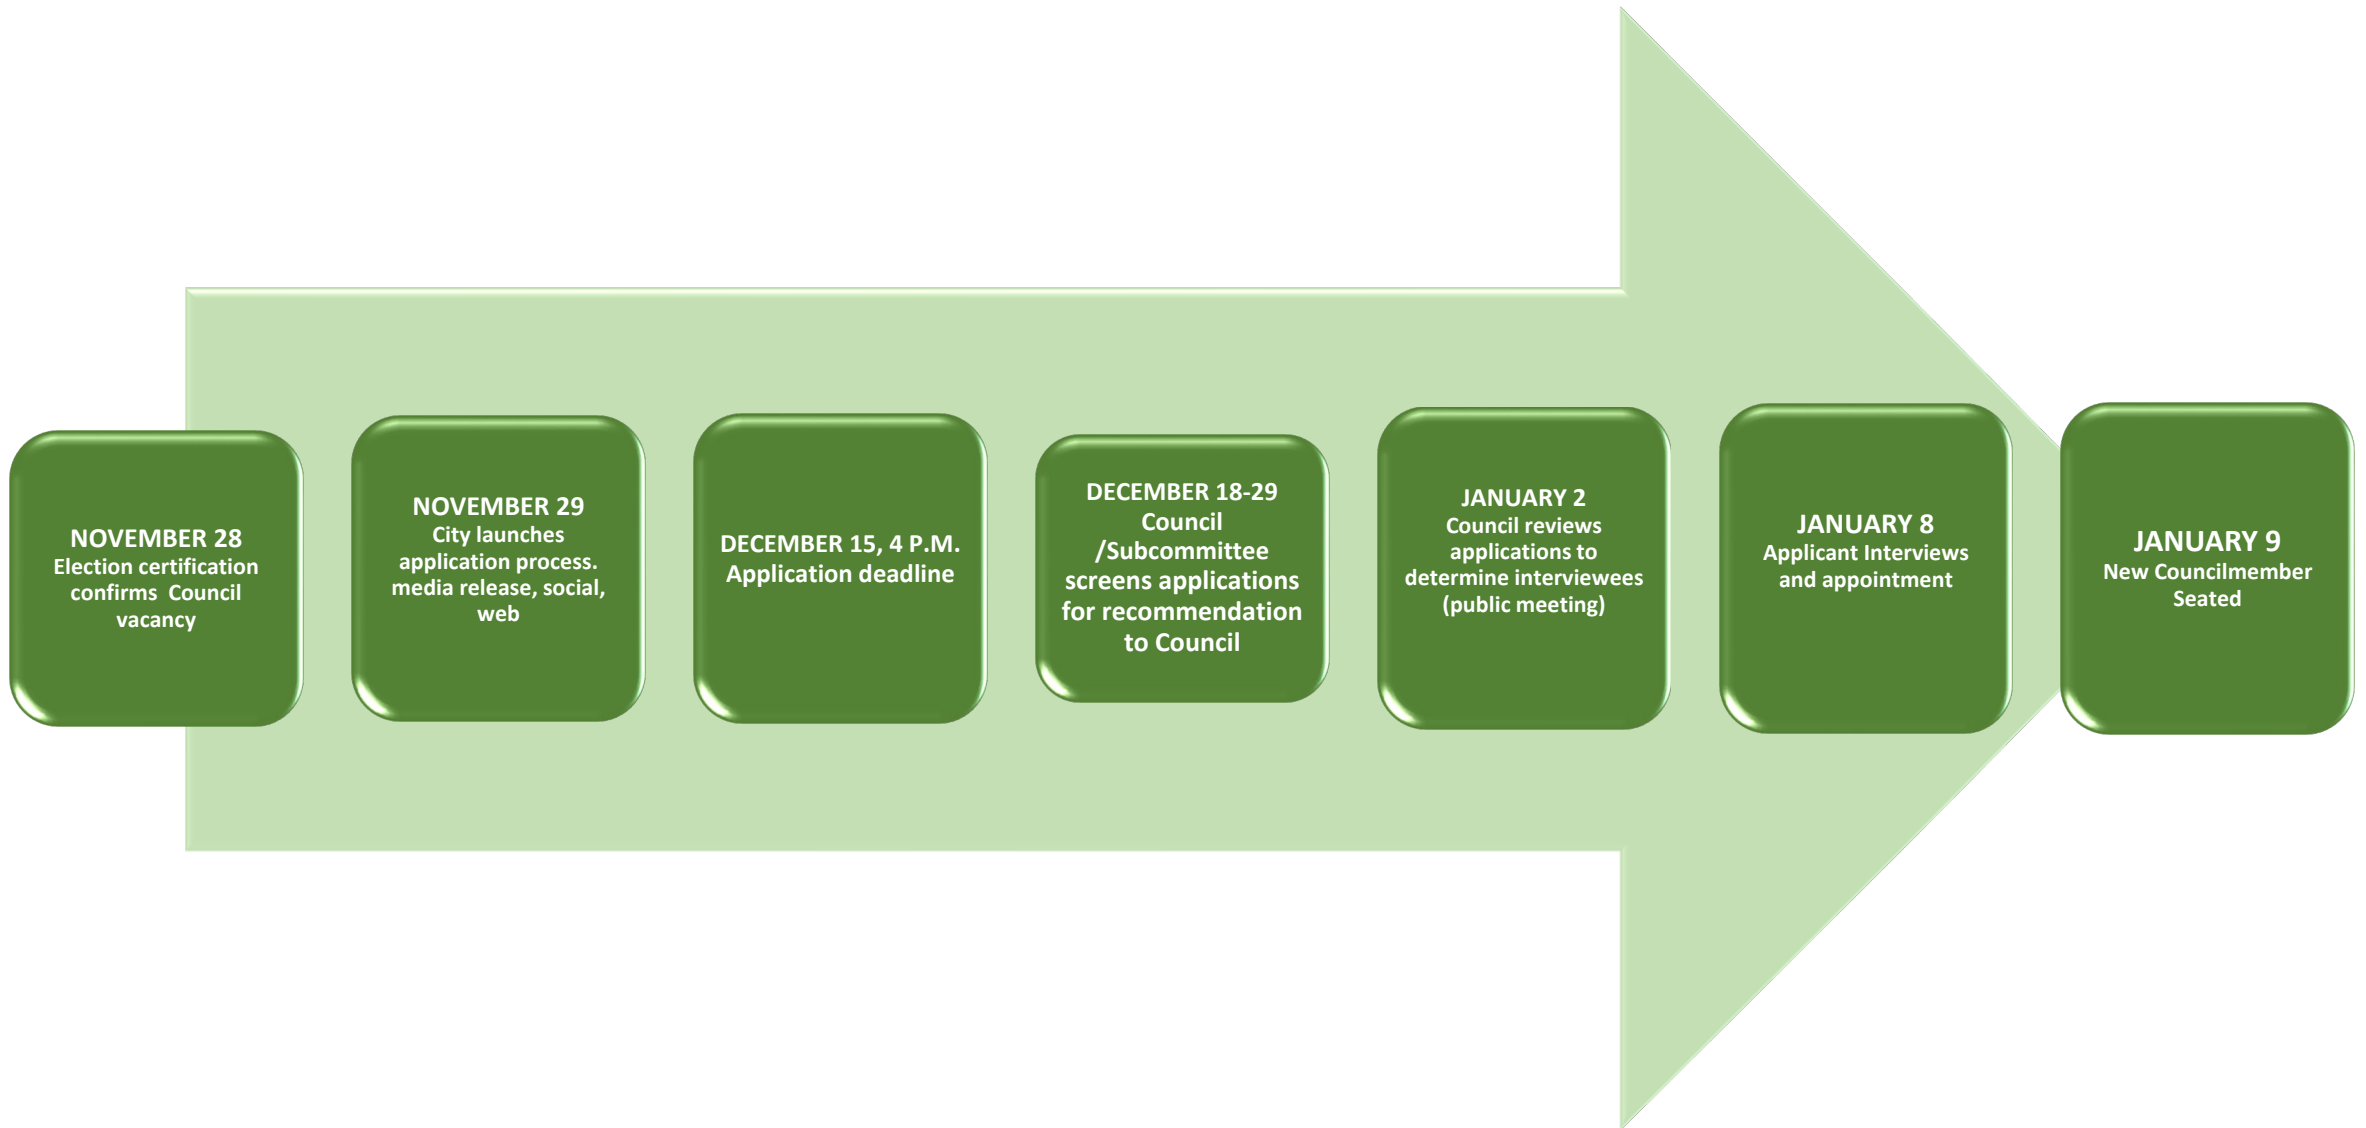 NOVEMBER 28
Election certification
confirms  Council
vacancy
NOVEMBER 29
City launches
application process.
media release, social,
web
DECEMBER 15, 4 P.M.
Application deadline
DECEMBER 18-29
Council
/Subcommittee
screens applications
for recommendation
to Council
JANUARY 2
Council reviews
applications to
determine interviewees
(public meeting)
JANUARY 8
Applicant Interviews
and appointment
JANUARY 9
New Councilmember
Seated